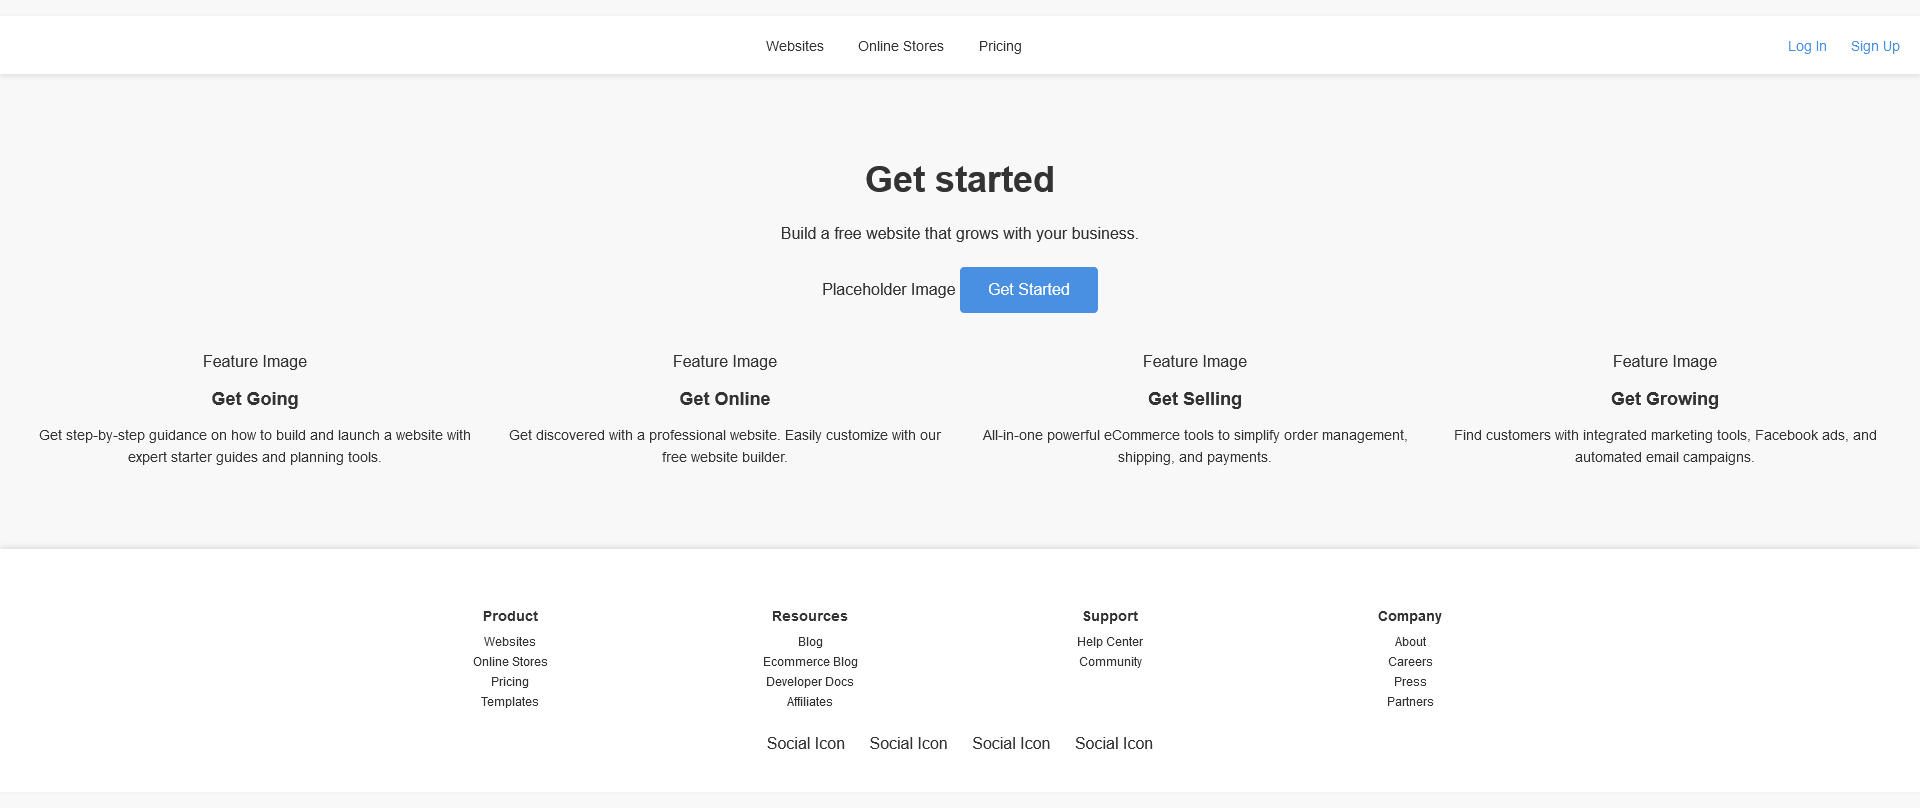 Websites Online Stores Pricing Log In Sign Up
Get started
Build a free website that grows with your business.
Placeholder Image Get Started
Feature Image
Get Going
Get step-by-step guidance on how to build and launch a website with
expert starter guides and planning tools.
Feature Image
Get Online
Get discovered with a professional website. Easily customize with our
free website builder.
Feature Image
Get Selling
All-in-one powerful eCommerce tools to simplify order management,
shipping, and payments.
Feature Image
Get Growing
Find customers with integrated marketing tools, Facebook ads, and
automated email campaigns.
Product
Websites
Online Stores
Pricing
Templates
Resources
Blog
Ecommerce Blog
Developer Docs
Affiliates
Support
Help Center
Community
Company
About
Careers
Press
Partners
Social Icon Social Icon Social Icon Social Icon